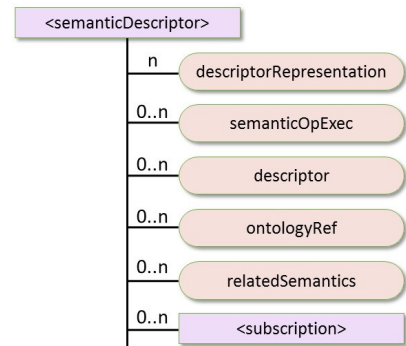 <semanticDescriptor>
n
descriptorRepresentation
0..n
semanticOpExec
0..n
descriptor
0..n
ontologyRef
0..n
relatedSemantics
0..n
<subscription>